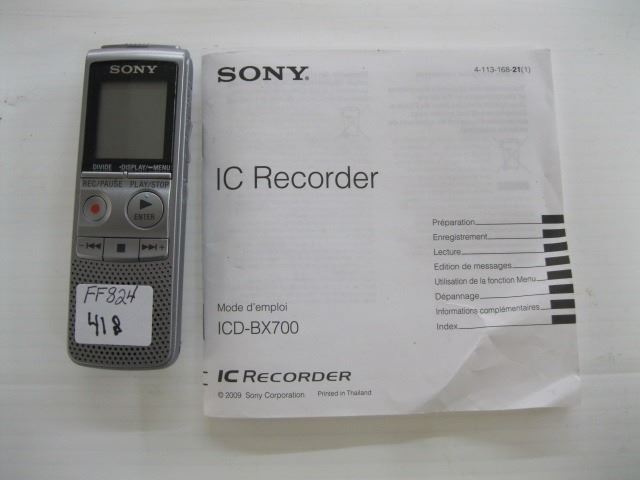 SONY
DIVIDE •DISPLAY/ MENU
REC/PAUSE PLAY/STOP
ENTER
FF824
418
SONY.
4-113-168-21(1)
IC Recorder
Préparation
Enregistrement
Lecture
Edition de messages
Utilisation de la fonction Menu
Dépannage
Informations complémentaires
Index
Mode d'emploi
ICD-BX700
IC RECORDER
© 2009 Sony Corporation Printed in Thailand